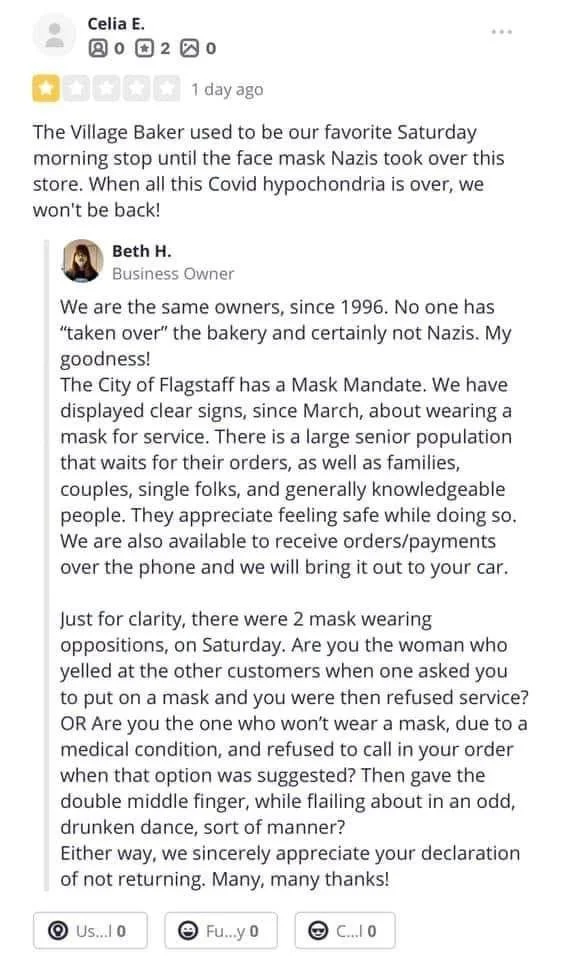 Celia E.
0 2 0
1 day ago
The Village Baker used to be our favorite Saturday
morning stop until the face mask Nazis took over this
store. When all this Covid hypochondria is over, we
won't be back!
Beth H.
Business Owner
We are the same owners, since 1996. No one has
“taken over” the bakery and certainly not Nazis. My
goodness!
The City of Flagstaff has a Mask Mandate. We have
displayed clear signs, since March, about wearing a
mask for service. There is a large senior population
that waits for their orders, as well as families,
couples, single folks, and generally knowledgeable
people. They appreciate feeling safe while doing so.
We are also available to receive orders/payments
over the phone and we will bring it out to your car.
Just for clarity, there were 2 mask wearing
oppositions, on Saturday. Are you the woman who
yelled at the other customers when one asked you
to put on a mask and you were then refused service?
OR Are you the one who won’t wear a mask, due to a
medical condition, and refused to call in your order
when that option was suggested? Then gave the
double middle finger, while flailing about in an odd,
drunken dance, sort of manner?
Either way, we sincerely appreciate your declaration
of not returning. Many, many thanks!
Us...l 0 Fu...y 0 C...l 0